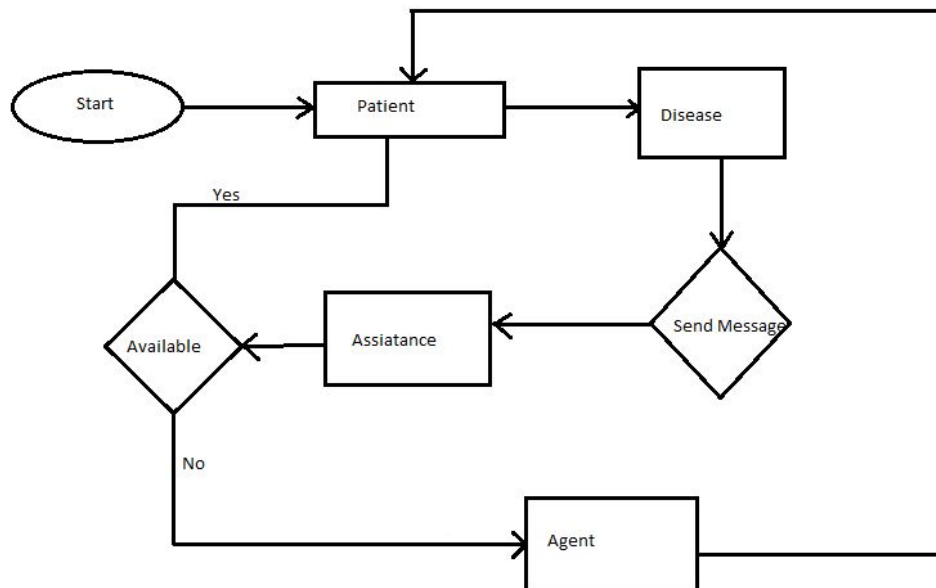 Start
Patient
Disease
Yes
Send Message
Assiatance
Available
No
Agent